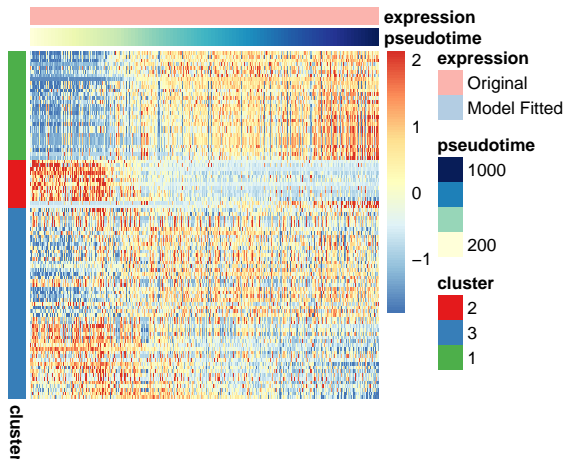 expression
pseudotime
2
1
0
−1
expression
Original
Model Fitted
pseudotime
1000
200
cluster
2
3
1
cluster